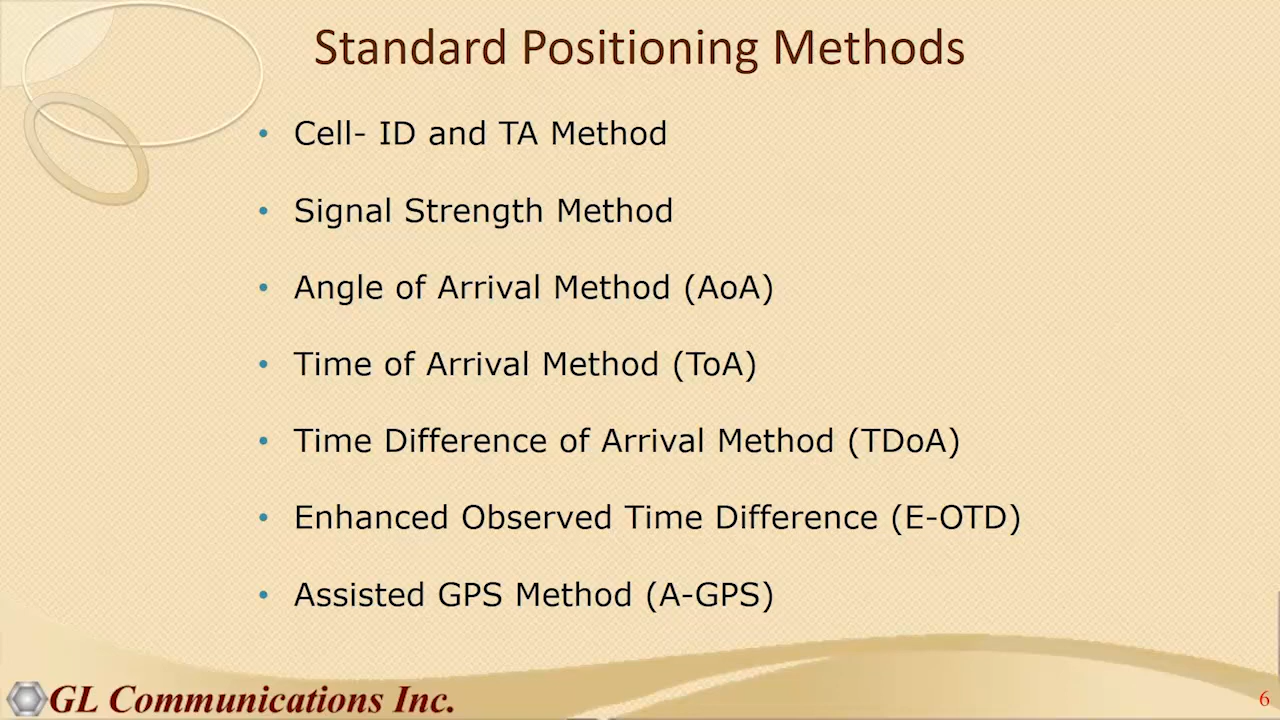 Standard Positioning Methods
• Cell- ID and TA Method
• Signal Strength Method
• Angle of Arrival Method (AoA)
• Time of Arrival Method (ToA)
• Time Difference of Arrival Method (TDoA)
• Enhanced Observed Time Difference (E-OTD)
• Assisted GPS Method (A-GPS)
GL Communications Inc.
6